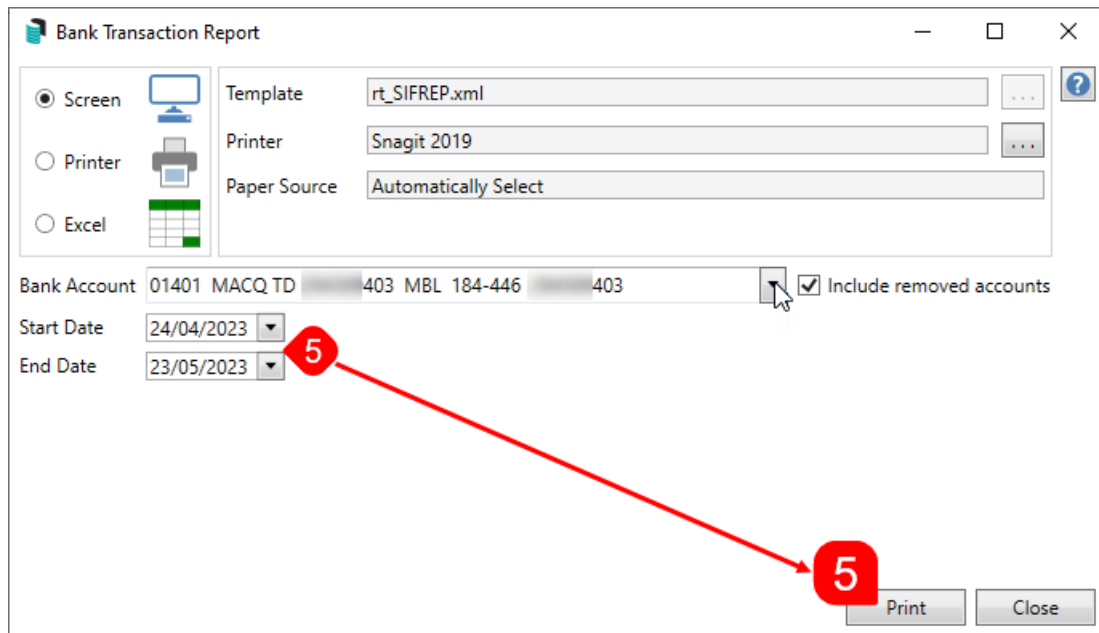 Bank Transaction Report
Screen
Template rt_SIFREP.xml ...
?
Printer Snagit 2019 ...
Printer
Paper Source Automatically Select
Excel
Bank Account 01401 MACQ TD 403 MBL 184-446 403 Include removed accounts
Start Date 24/04/2023
5
End Date 23/05/2023
5
Print Close